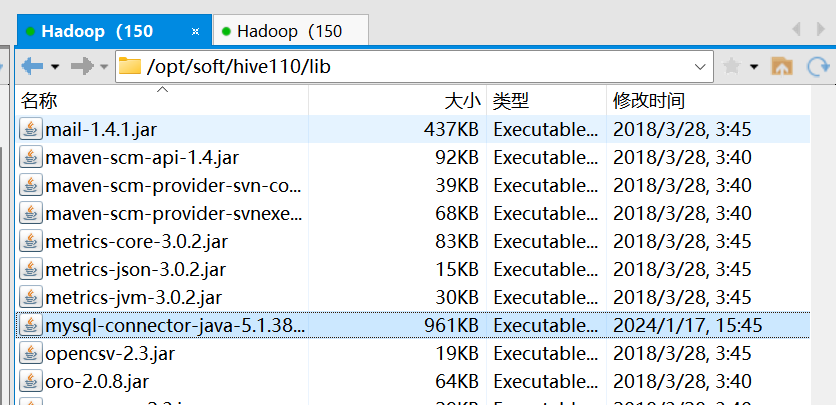 Hadoop (150 × Hadoop (150
/opt/soft/hive110/lib
名称 大小 类型 修改时间
mail-1.4.1.jar 437KB Executable... 2018/3/28, 3:45
maven-scm-api-1.4.jar 92KB Executable... 2018/3/28, 3:40
maven-scm-provider-svn-co... 39KB Executable... 2018/3/28, 3:40
maven-scm-provider-svnexe... 68KB Executable... 2018/3/28, 3:40
metrics-core-3.0.2.jar 83KB Executable... 2018/3/28, 3:45
metrics-json-3.0.2.jar 15KB Executable... 2018/3/28, 3:45
metrics-jvm-3.0.2.jar 30KB Executable... 2018/3/28, 3:45
mysql-connector-java-5.1.38... 961KB Executable... 2024/1/17, 15:45
opencsv-2.3.jar 19KB Executable... 2018/3/28, 3:45
oro-2.0.8.jar 64KB Executable... 2018/3/28, 3:40